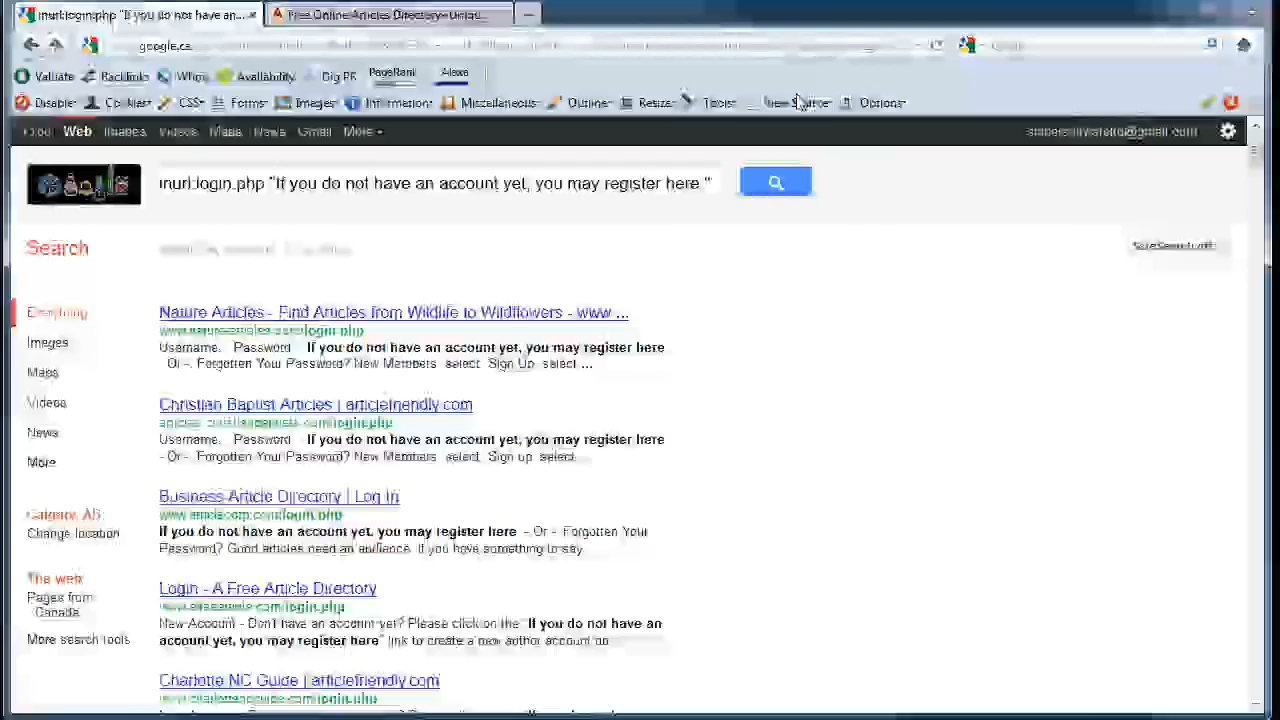 inurl:login.php "If you do not have an...
Free Online Articles Directory
google.ca
Validate Backlinks Whois Availability Dig PR PageRank Alexa
Disable CSS Forms Images Information Miscellaneous Outline Resize Tools View Source Options
Web Images Videos Maps News Gmail More
inurl:login.php "If you do not have an account yet, you may register here "
Search
SafeSearch off
Everything
Images
Maps
Videos
News
More
Calgary, AB
Change location
The web
Pages from
Canada
More search tools
Nature Articles - Find Articles from Wildlife to Wildflowers - www ...
www.naturearticles.com/login.php
Username. Password If you do not have an account yet, you may register here
- Or -. Forgotten Your Password? New Members select Sign Up select ...
Christian Baptist Articles | articlefriendly.com
Username. Password If you do not have an account yet, you may register here
- Or - Forgotten Your Password? New Members select Sign up select
Business Article Directory | Log In
If you do not have an account yet, you may register here - Or - Forgotten Your
Password? Good articles need an audience. If you have something to say
Login - A Free Article Directory
New Account - Don't have an account yet? Please click on the "If you do not have an
account yet, you may register here" link to create a new author account on
Charlotte NC Guide | articlefriendly.com